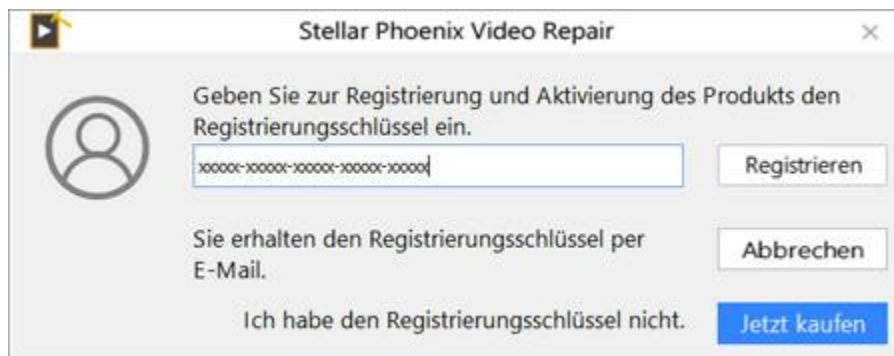 Stellar Phoenix Video Repair
Geben Sie zur Registrierung und Aktivierung des Produkts den
Registrierungsschlüssel ein.
xxxxx-xxxxx-xxxxx-xxxxx-xxxxx
Registrieren
Sie erhalten den Registrierungsschlüssel per
E-Mail.
Abbrechen
Ich habe den Registrierungsschlüssel nicht.
Jetzt kaufen